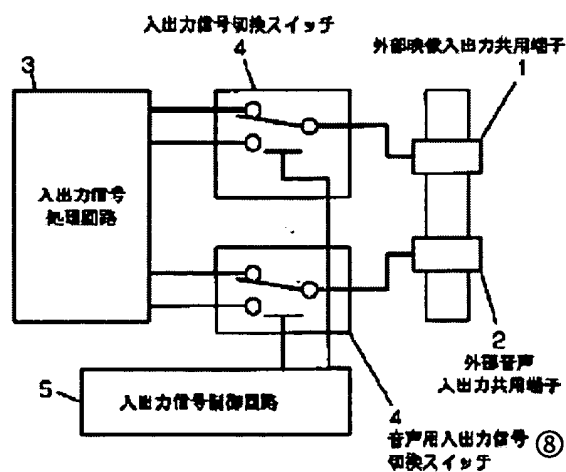 入出力信号切換スイッチ
4
外部映像入出力共用端子
1
3
入出力信号
処理回路
2
外部音声
入出力共用端子
5
入出力信号制御回路
4
音声用入出力信号
切換スイッチ
⑧